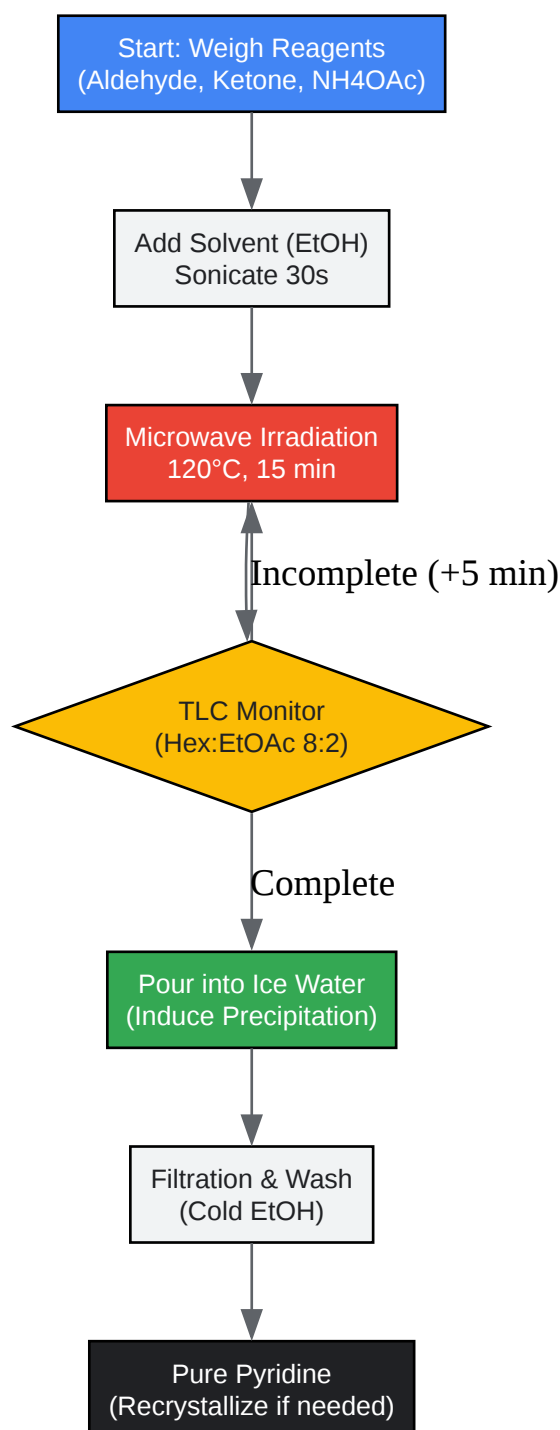 Start: Weigh Reagents
(Aldehyde, Ketone, NH4OAc)
Add Solvent (EtOH)
Sonicate 30s
Microwave Irradiation
120°C, 15 min
Incomplete (+5 min)
TLC Monitor
(Hex:EtOAc 8:2)
Complete
Pour into Ice Water
(Induce Precipitation)
Filtration & Wash
(Cold EtOH)
Pure Pyridine
(Recrystallize if needed)